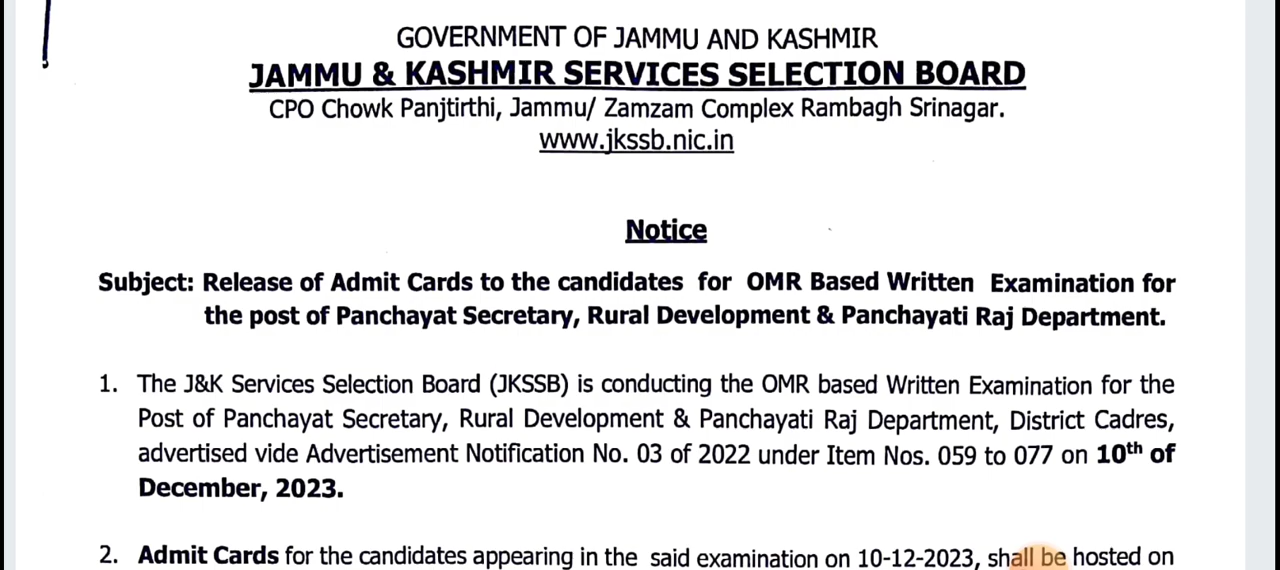 GOVERNMENT OF JAMMU AND KASHMIR
JAMMU & KASHMIR SERVICES SELECTION BOARD
CPO Chowk Panjtirthi, Jammu/ Zamzam Complex Rambagh Srinagar.
www.jkssb.nic.in
Notice
Subject: Release of Admit Cards to the candidates for OMR Based Written Examination for
the post of Panchayat Secretary, Rural Development & Panchayati Raj Department.
1. The J&K Services Selection Board (JKSSB) is conducting the OMR based Written Examination for the
Post of Panchayat Secretary, Rural Development & Panchayati Raj Department, District Cadres,
advertised vide Advertisement Notification No. 03 of 2022 under Item Nos. 059 to 077 on 10th of
December, 2023.
2. Admit Cards for the candidates appearing in the said examination on 10-12-2023, shall be hosted on